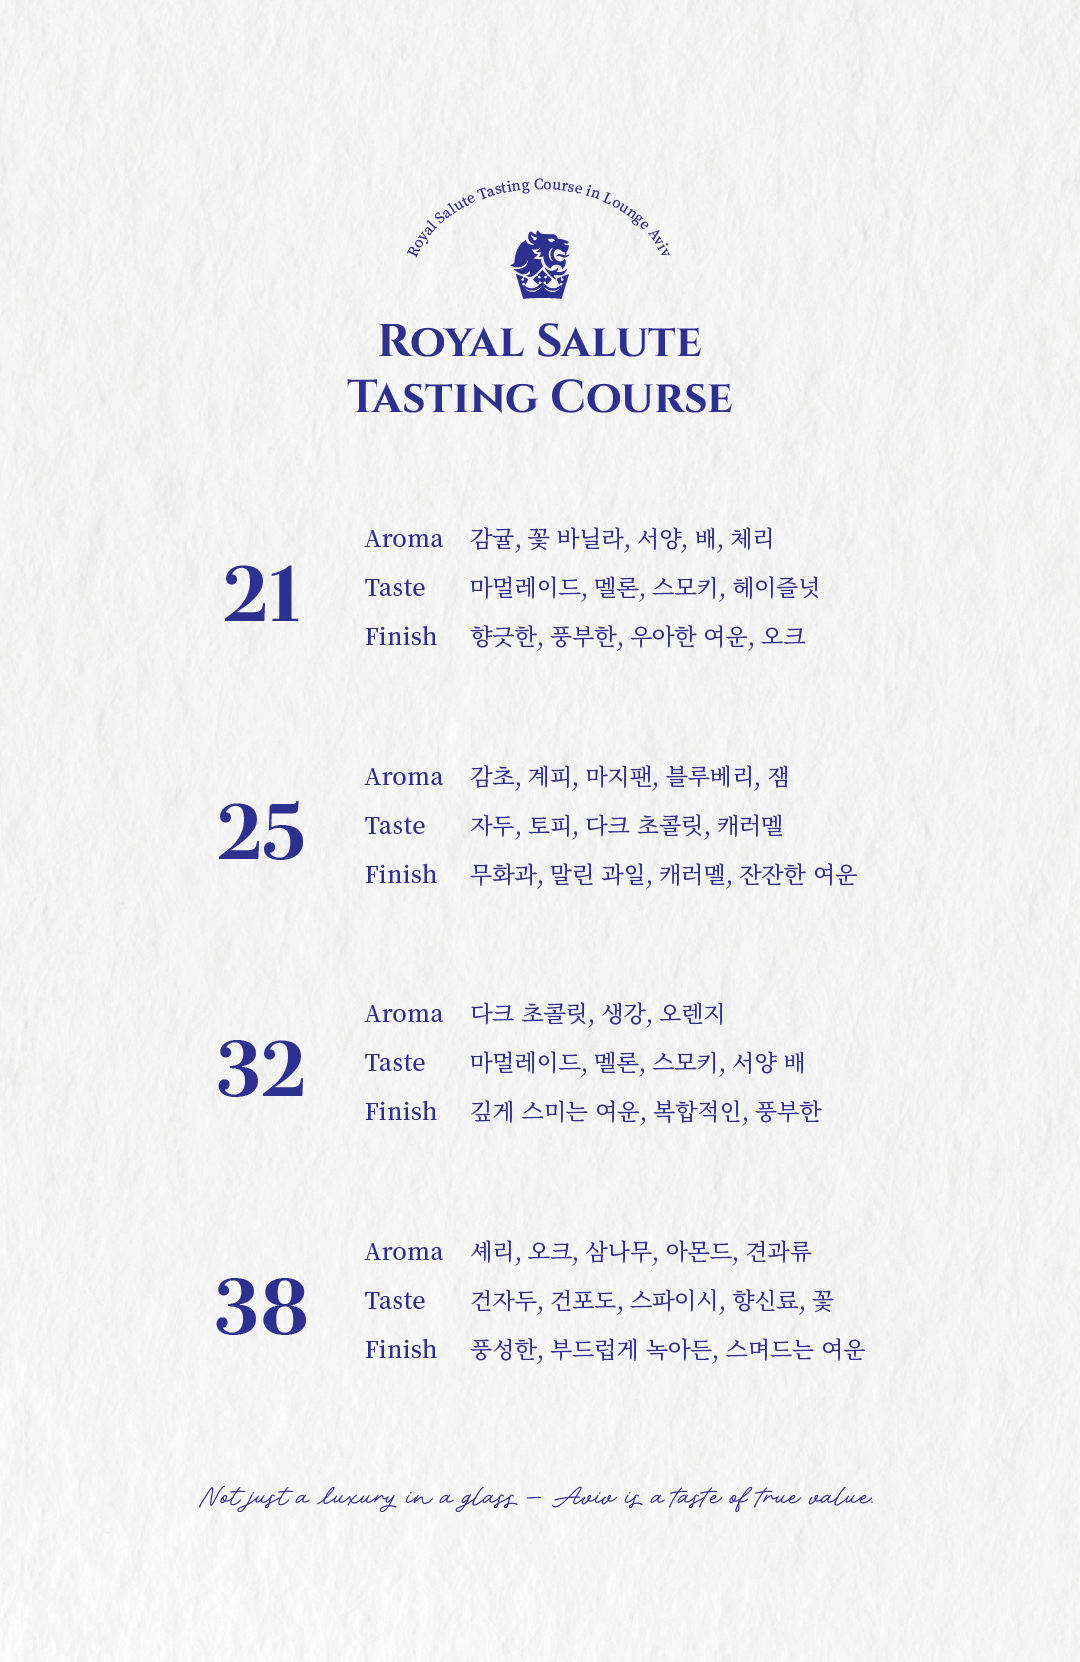 Royal Salute Tasting Course in Lounge Aviv
ROYAL SALUTE
TASTING COURSE
21
Aroma 감귤, 꽃 바닐라, 서양, 배, 체리
Taste 마멀레이드, 멜론, 스모키, 헤이즐넛
Finish 향긋한, 풍부한, 우아한 여운, 오크
25
Aroma 감초, 계피, 마지팬, 블루베리, 잼
Taste 자두, 토피, 다크 초콜릿, 캐러멜
Finish 무화과, 말린 과일, 캐러멜, 잔잔한 여운
32
Aroma 다크 초콜릿, 생강, 오렌지
Taste 마멀레이드, 멜론, 스모키, 서양 배
Finish 깊게 스미는 여운, 복합적인, 풍부한
38
Aroma 셰리, 오크, 삼나무, 아몬드, 견과류
Taste 건자두, 건포도, 스파이시, 향신료, 꽃
Finish 풍성한, 부드럽게 녹아든, 스며드는 여운
Not just a luxury in a glass – Aviv is a taste of true value.